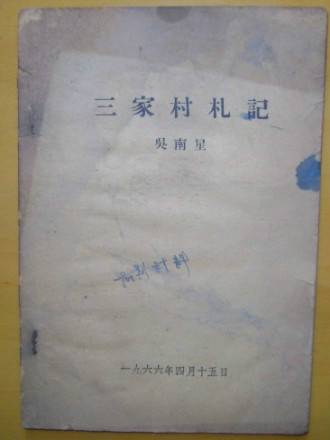 三家村札記
吳南星
一九六六年四月十五日